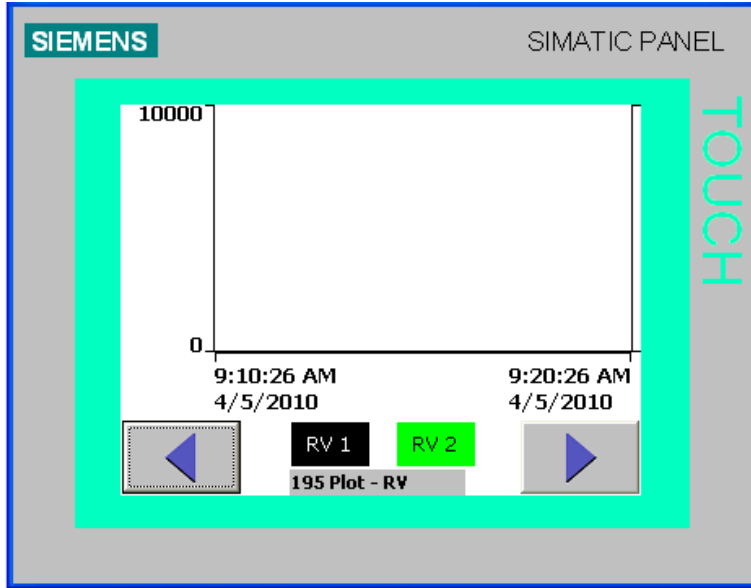 SIEMENS
SIMATIC PANEL
TOUCH
10000
0
9:10:26 AM
4/5/2010
9:20:26 AM
4/5/2010
RV 1
RV 2
195 Plot - RV